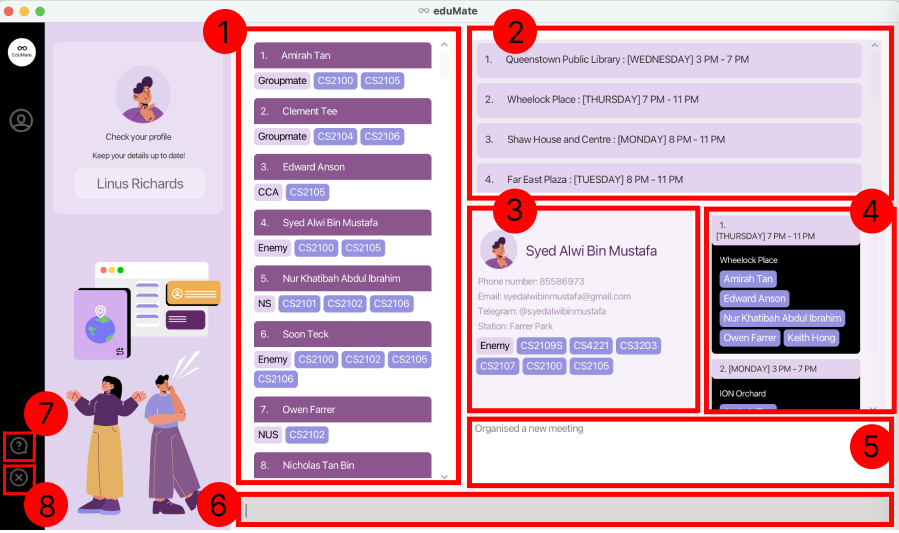 eduMate
EduMate
Check your profile
Keep your details up to date!
Linus Richards
1
1. Amirah Tan
Groupmate CS2100 CS2105
2. Clement Tee
Groupmate CS2104 CS2106
3. Edward Anson
CCA CS2105
4. Syed Alwi Bin Mustafa
Enemy CS2100 CS2105
5. Nur Khatibah Abdul Ibrahim
NS CS2101 CS2102 CS2106
6. Soon Teck
Enemy CS2100 CS2102 CS2105
CS2106
7. Owen Farrer
NUS CS2102
8. Nicholas Tan Bin
2
1. Queenstown Public Library : [WEDNESDAY] 3 PM - 7 PM
2. Wheelock Place : [THURSDAY] 7 PM - 11 PM
3. Shaw House and Centre : [MONDAY] 8 PM - 11 PM
4. Far East Plaza : [TUESDAY] 8 PM - 11 PM
3
Syed Alwi Bin Mustafa
Phone number: 85586973
Email: syedalwibinmustafa@gmail.com
Telegram: @syedalwibinmustafa
Station: Farrer Park
Enemy CS2109S CS4221 CS3203
CS2107 CS2100 CS2105
4
1.
[THURSDAY] 7 PM - 11 PM
Wheelock Place
Amirah Tan
Edward Anson
Nur Khatibah Abdul Ibrahim
Owen Farrer Keith Hong
2. [MONDAY] 3 PM - 7 PM
ION Orchard
Organised a new meeting
5
6
7
?
8